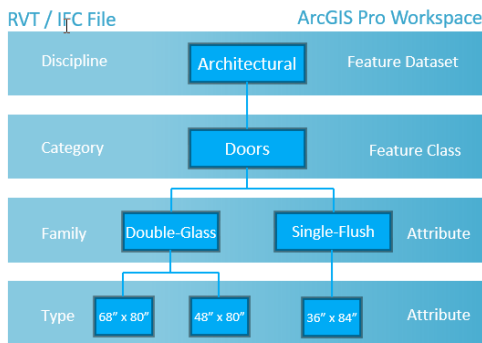 RVT / IFC File
ArcGIS Pro Workspace
Discipline
Architectural
Feature Dataset
Category
Doors
Feature Class
Family
Double-Glass
Single-Flush
Attribute
Type
68” x 80”
48” x 80”
36” x 84”
Attribute